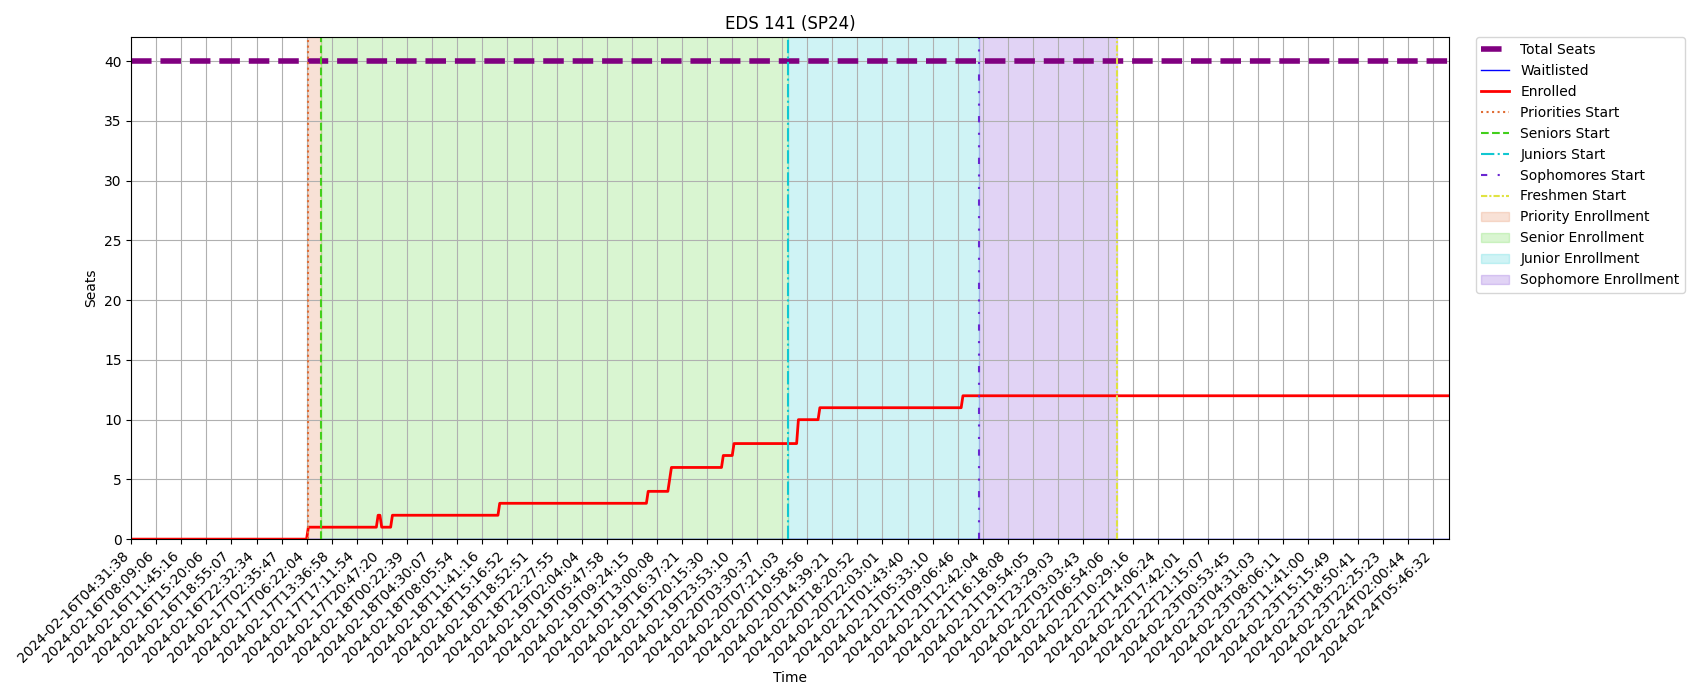 EDS 141 (SP24)
Seats
40
35
30
25
20
15
10
5
0
2024-02-16T04:31:38
2024-02-16T08:09:06
2024-02-16T11:45:16
2024-02-16T15:20:06
2024-02-16T18:55:07
2024-02-16T22:32:34
2024-02-17T02:35:47
2024-02-17T06:22:04
2024-02-17T13:36:58
2024-02-17T17:11:54
2024-02-17T20:47:20
2024-02-18T00:22:39
2024-02-18T04:30:07
2024-02-18T08:05:54
2024-02-18T11:41:16
2024-02-18T15:16:52
2024-02-18T18:52:51
2024-02-18T22:27:55
2024-02-19T02:04:04
2024-02-19T05:47:58
2024-02-19T09:24:15
2024-02-19T13:00:08
2024-02-19T16:37:21
2024-02-19T20:15:30
2024-02-19T23:53:10
2024-02-20T03:30:37
2024-02-20T07:21:03
2024-02-20T10:58:56
2024-02-20T14:39:21
2024-02-20T18:20:52
2024-02-20T22:03:01
2024-02-21T01:43:40
2024-02-21T05:33:10
2024-02-21T09:06:46
2024-02-21T12:42:04
2024-02-21T16:18:08
2024-02-21T19:54:05
2024-02-21T23:29:03
2024-02-22T03:03:43
2024-02-22T06:54:06
2024-02-22T10:29:16
2024-02-22T14:06:24
2024-02-22T17:42:01
2024-02-22T21:15:07
2024-02-23T00:53:45
2024-02-23T04:31:03
2024-02-23T08:06:11
2024-02-23T11:41:00
2024-02-23T15:15:49
2024-02-23T18:50:41
2024-02-23T22:25:23
2024-02-24T02:00:44
2024-02-24T05:46:32
Time
Total Seats
Waitlisted
Enrolled
Priorities Start
Seniors Start
Juniors Start
Sophomores Start
Freshmen Start
Priority Enrollment
Senior Enrollment
Junior Enrollment
Sophomore Enrollment